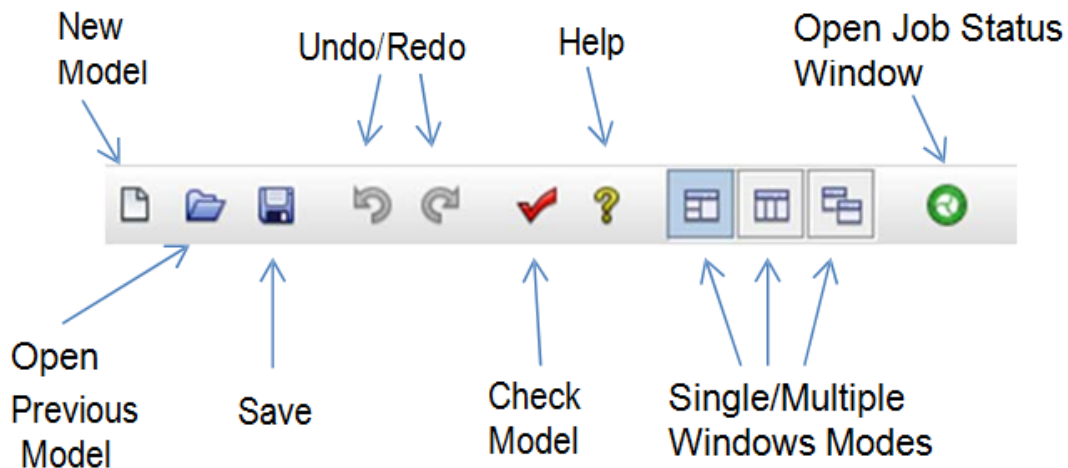 New
Model
Undo/Redo
Help
Open Job Status
Window
Open
Previous
Model
Save
Check
Model
Single/Multiple
Windows Modes